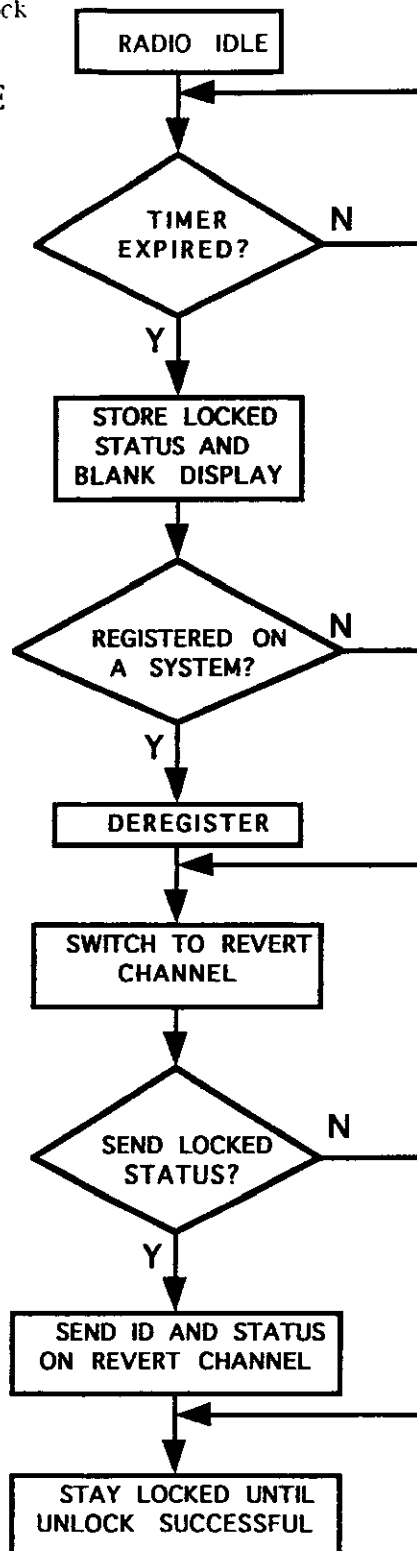 RADIO IDLE
TIMER
EXPIRED?
N
Y
STORE LOCKED
STATUS AND
BLANK DISPLAY
REGISTERED ON
A SYSTEM?
N
Y
DEREGISTER
SWITCH TO REVERT
CHANNEL
SEND LOCKED
STATUS?
N
Y
SEND ID AND STATUS
ON REVERT CHANNEL
STAY LOCKED UNTIL
UNLOCK SUCCESSFUL